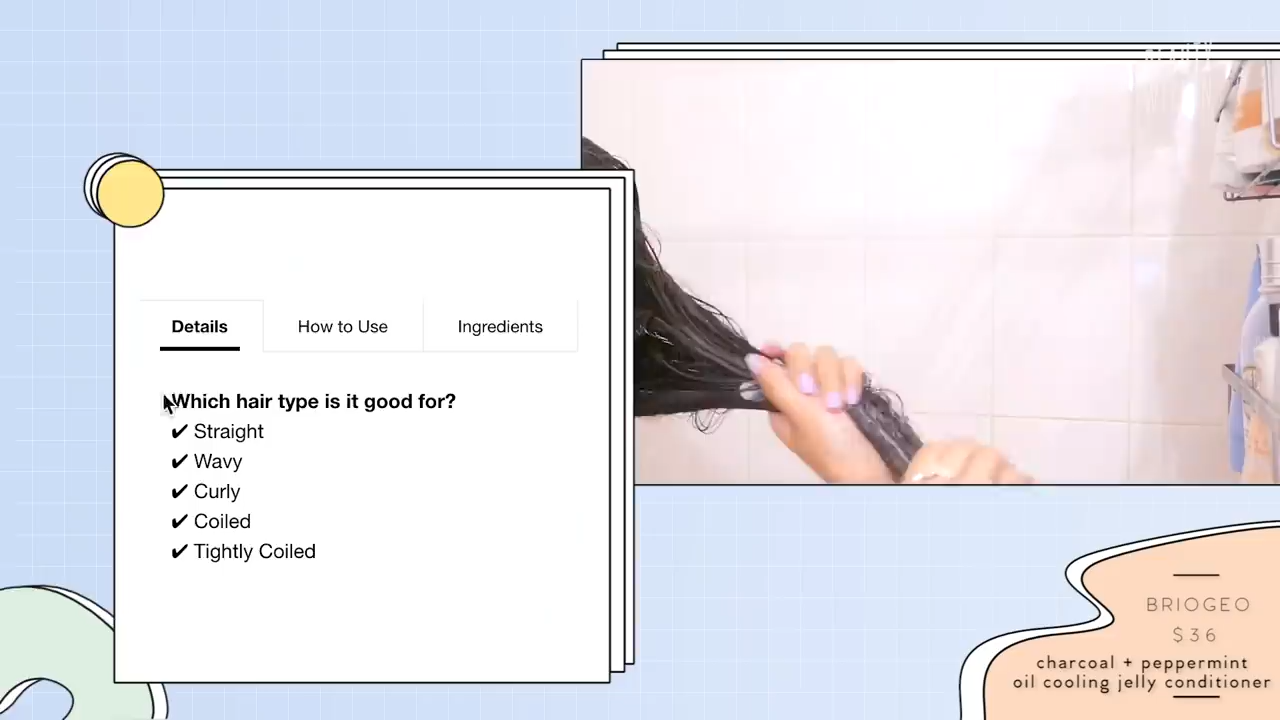 Details
How to Use
Ingredients
Which hair type is it good for?
✔ Straight
✔ Wavy
✔ Curly
✔ Coiled
✔ Tightly Coiled
BRIOGEO
$36
charcoal + peppermint
oil cooling jelly conditioner